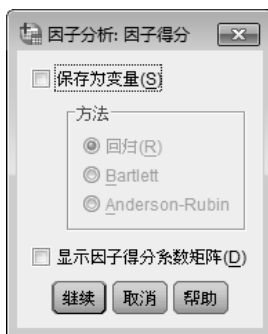 因子分析: 因子得分
保存为变量(S)
方法
回归(R)
Bartlett
Anderson-Rubin
显示因子得分系数矩阵(D)
继续 取消 帮助